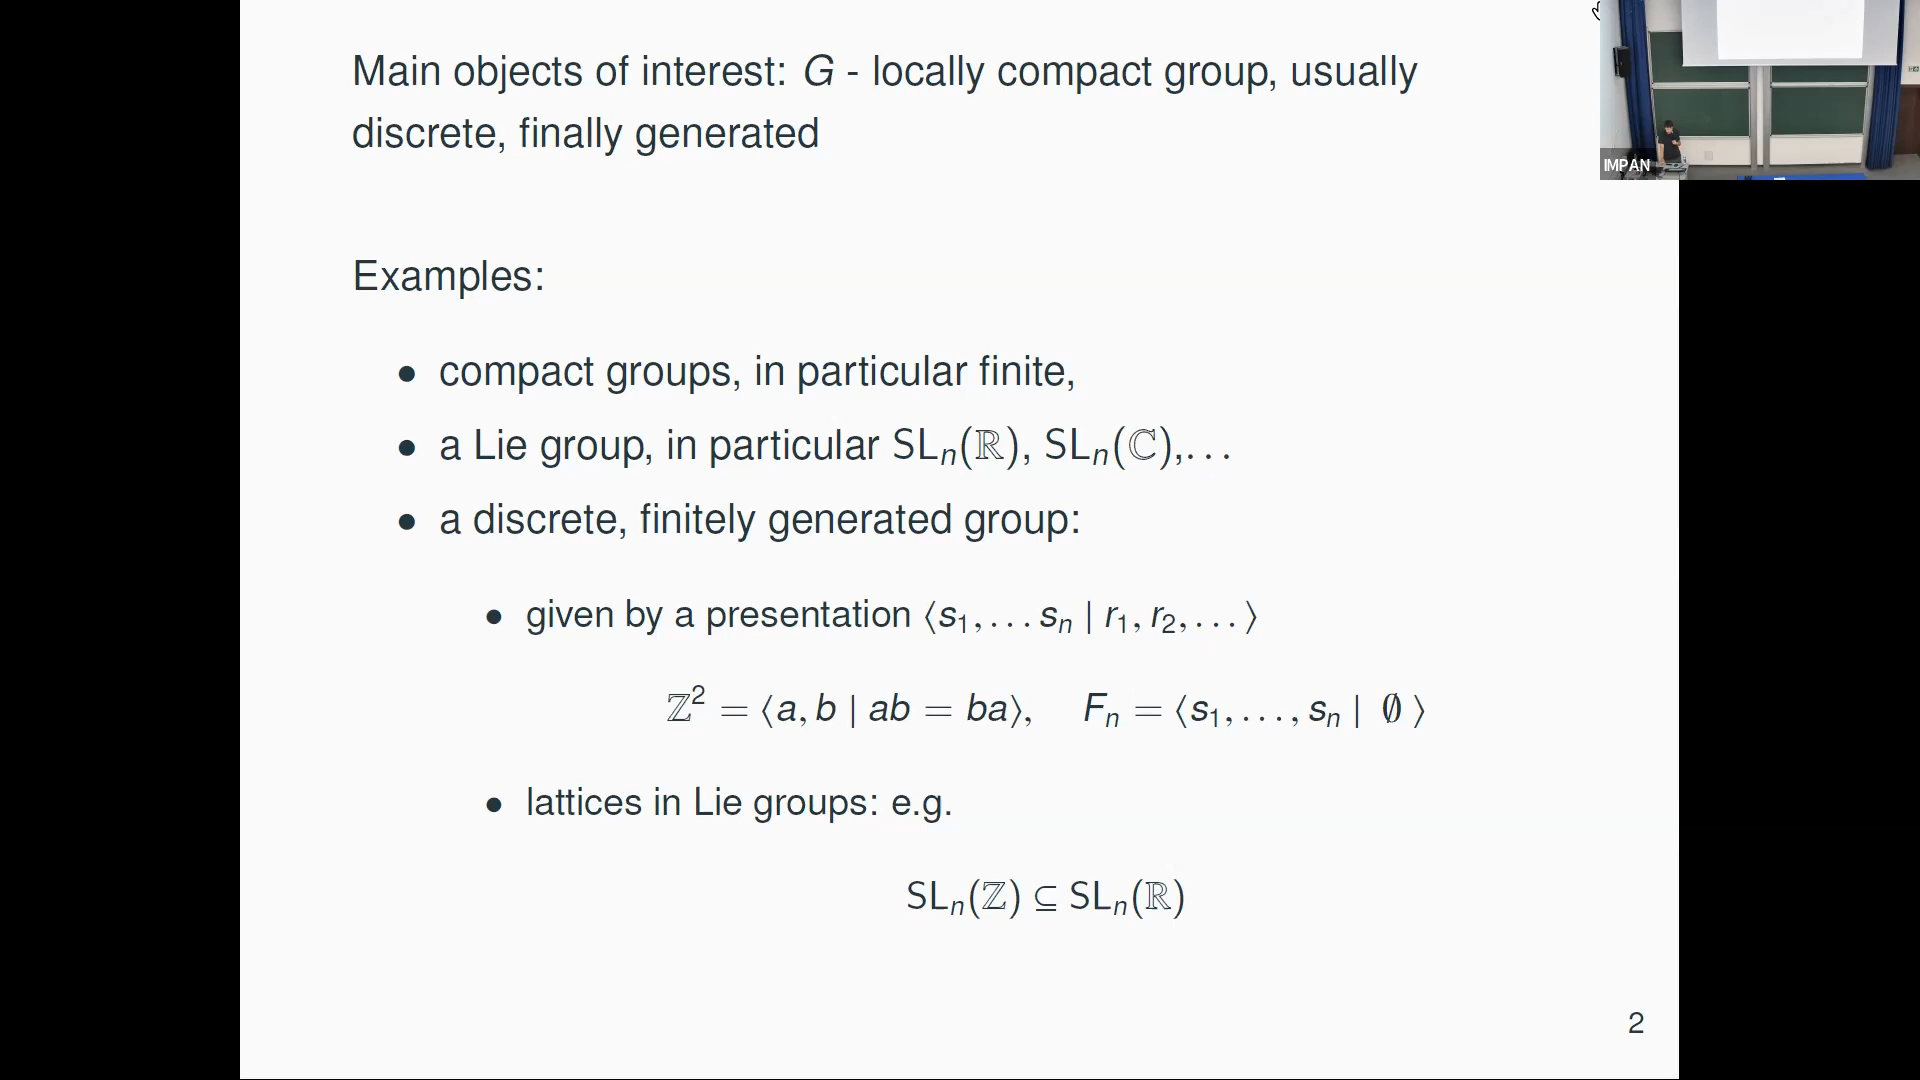 Main objects of interest: G - locally compact group, usually
discrete, finally generated
IMPAN
Examples:
• compact groups, in particular finite,
• a Lie group, in particular SLₙ(ℝ), SLₙ(ℂ),...
• a discrete, finitely generated group:
• given by a presentation ⟨s₁, ... sₙ | r₁, r₂, ... ⟩
ℤ² = ⟨a, b | ab = ba⟩, Fₙ = ⟨s₁, ..., sₙ | ∅ ⟩
• lattices in Lie groups: e.g.
SLₙ(ℤ) ⊆ SLₙ(ℝ)
2